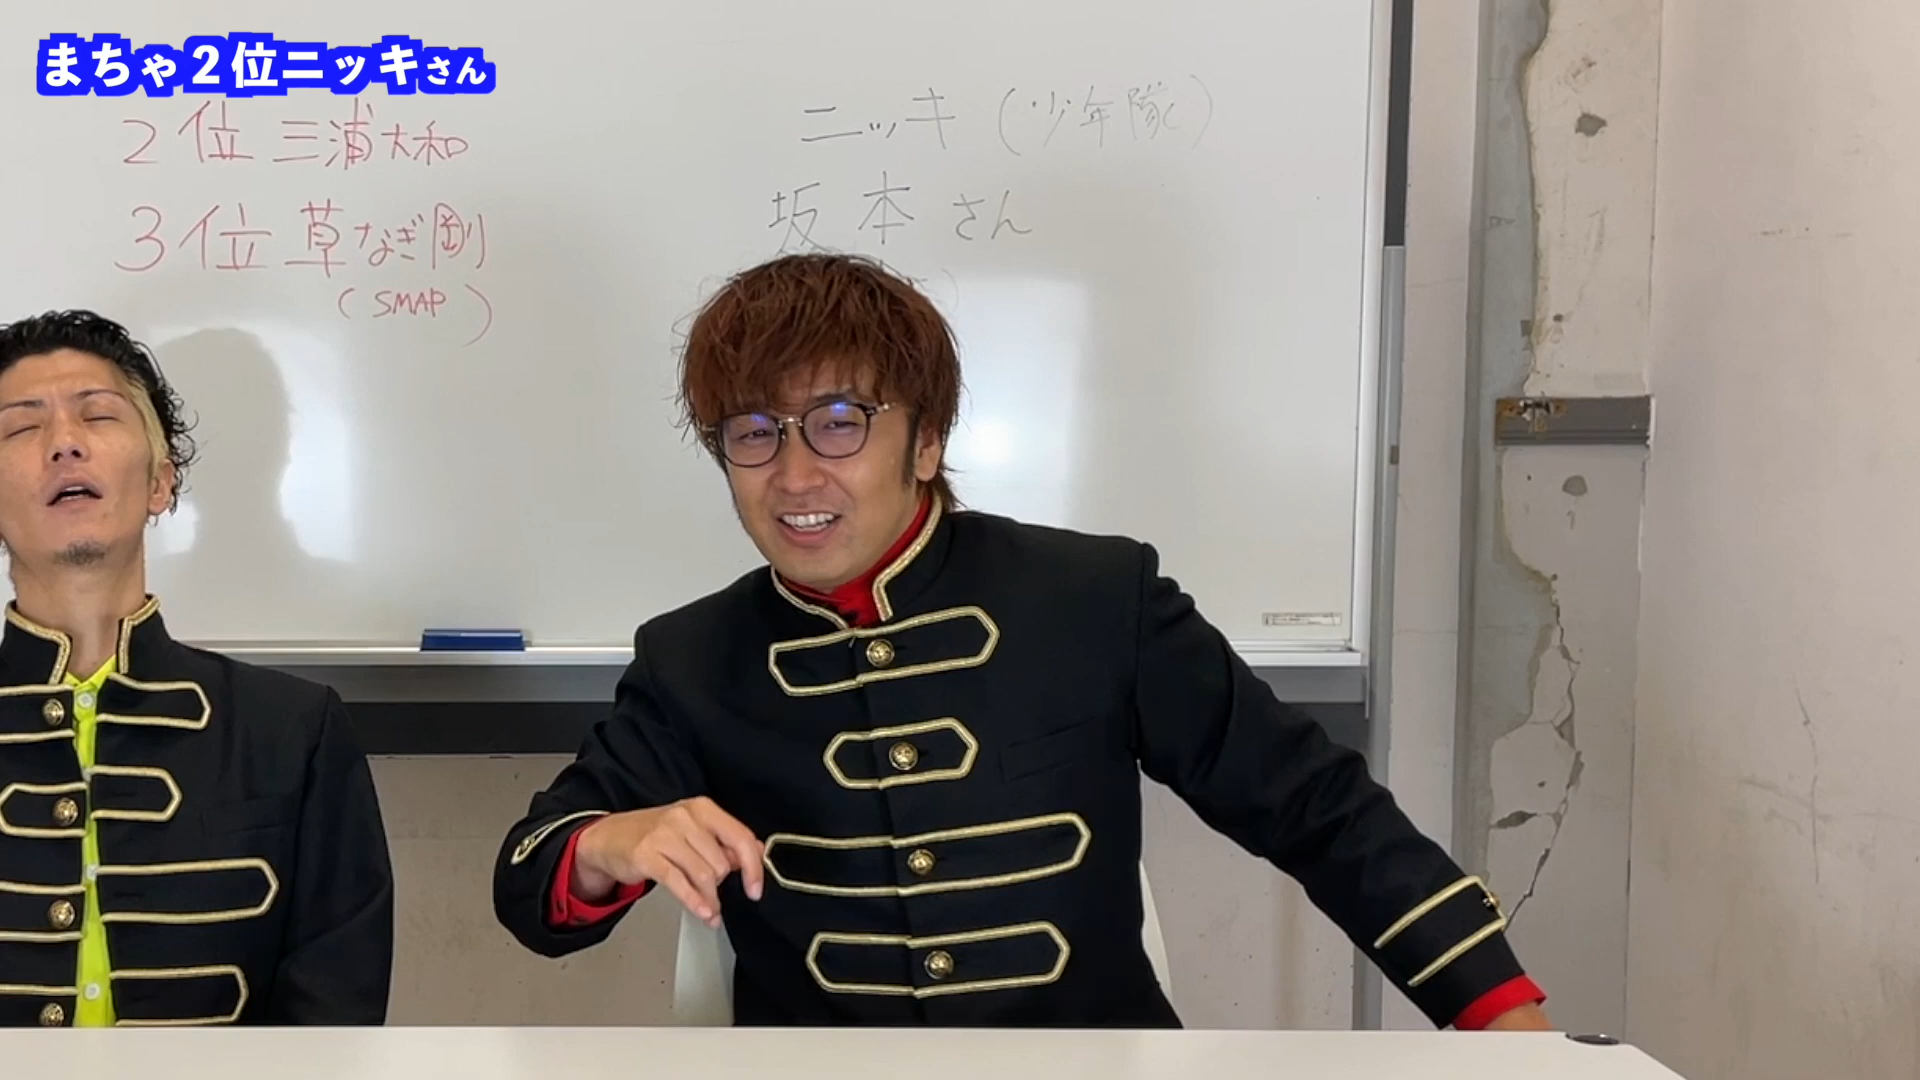 まちゃ2位ニッキさん
2位 三浦大和
3位 草なぎ剛
(SMAP)
ニッキ (少年隊)
坂本さん